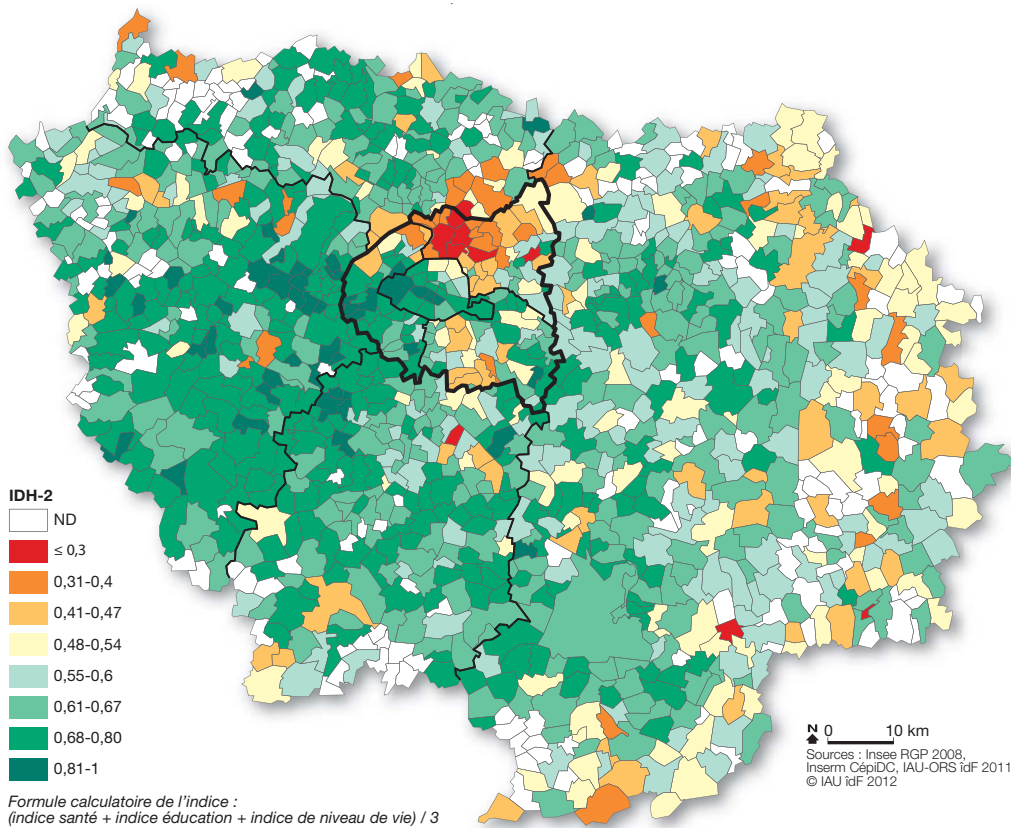 IDH-2
ND
≤ 0,3
0,31-0,4
0,41-0,47
0,48-0,54
0,55-0,6
0,61-0,67
0,68-0,80
0,81-1
Formule calculatoire de l'indice :
(indice santé + indice éducation + indice de niveau de vie) / 3
N 0 10 km
Sources : Insee RGP 2008,
Inserm CépiDC, IAU-ORS îdF 2011
© IAU îdF 2012